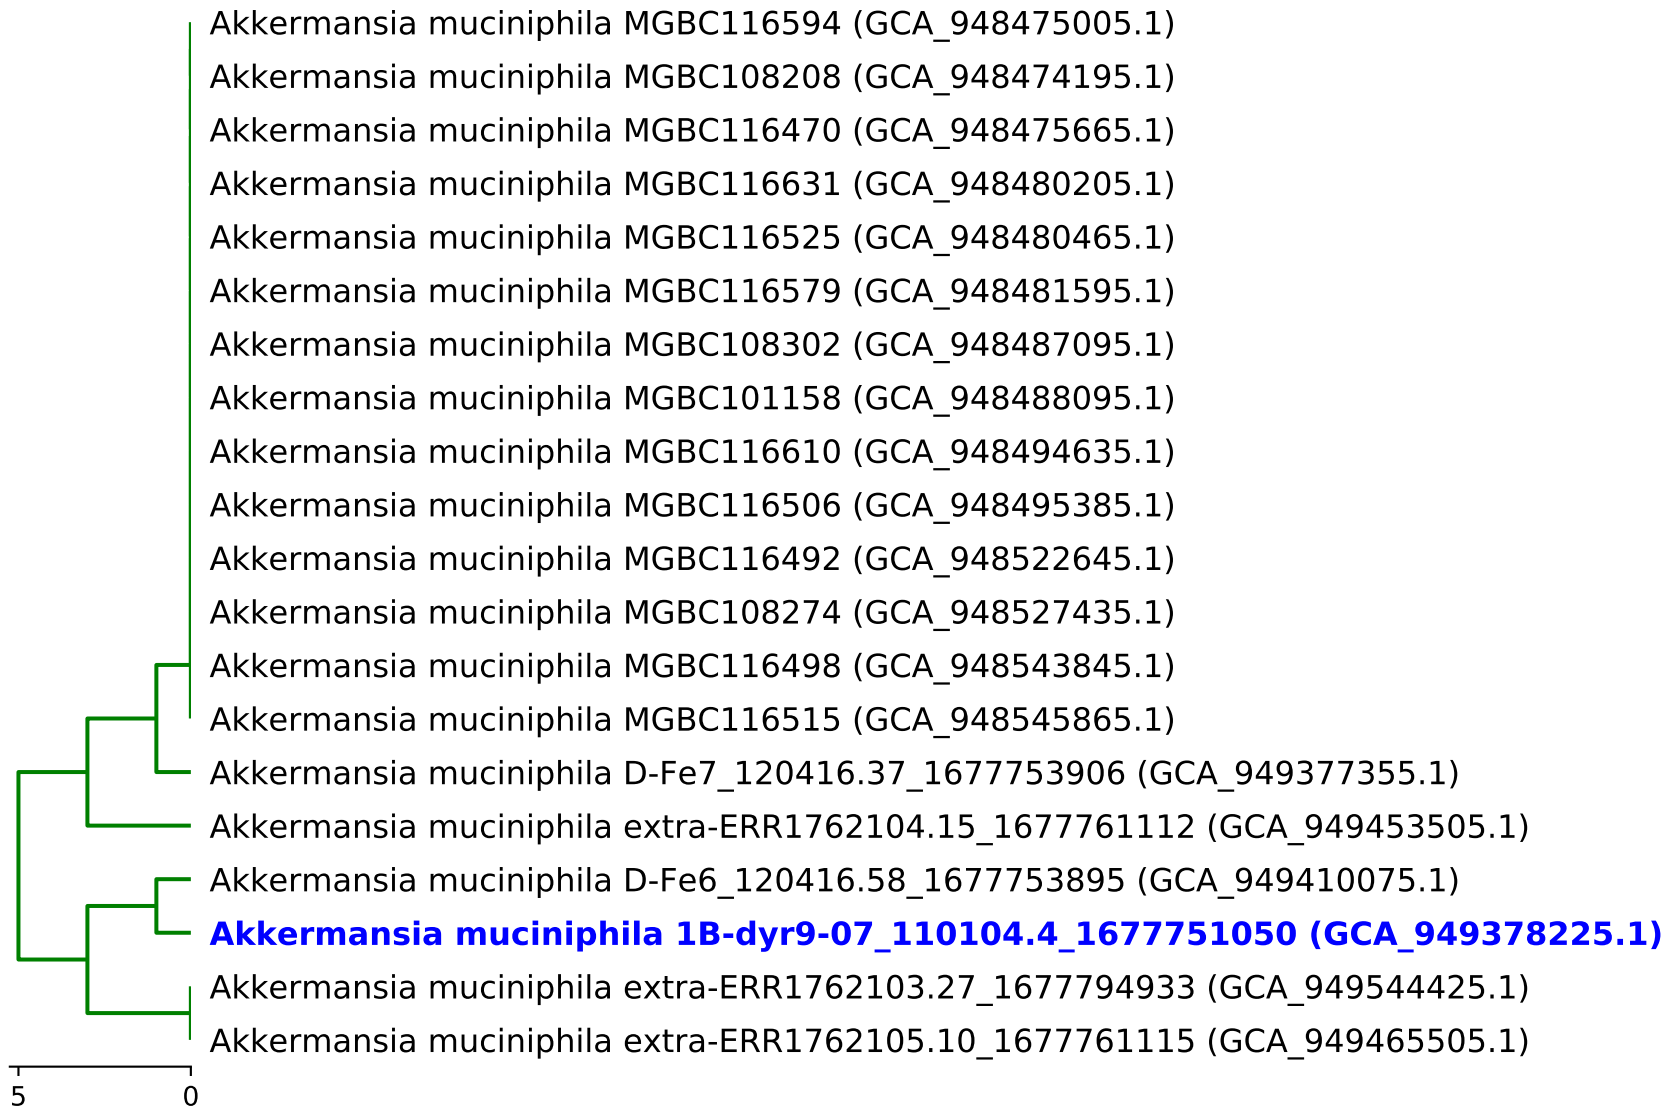 Akkermansia muciniphila MGBC116594 (GCA_948475005.1)
Akkermansia muciniphila MGBC108208 (GCA_948474195.1)
Akkermansia muciniphila MGBC116470 (GCA_948475665.1)
Akkermansia muciniphila MGBC116631 (GCA_948480205.1)
Akkermansia muciniphila MGBC116525 (GCA_948480465.1)
Akkermansia muciniphila MGBC116579 (GCA_948481595.1)
Akkermansia muciniphila MGBC108302 (GCA_948487095.1)
Akkermansia muciniphila MGBC101158 (GCA_948488095.1)
Akkermansia muciniphila MGBC116610 (GCA_948494635.1)
Akkermansia muciniphila MGBC116506 (GCA_948495385.1)
Akkermansia muciniphila MGBC116492 (GCA_948522645.1)
Akkermansia muciniphila MGBC108274 (GCA_948527435.1)
Akkermansia muciniphila MGBC116498 (GCA_948543845.1)
Akkermansia muciniphila MGBC116515 (GCA_948545865.1)
Akkermansia muciniphila D-Fe7_120416.37_1677753906 (GCA_949377355.1)
Akkermansia muciniphila extra-ERR1762104.15_1677761112 (GCA_949453505.1)
Akkermansia muciniphila D-Fe6_120416.58_1677753895 (GCA_949410075.1)
Akkermansia muciniphila 1B-dyr9-07_110104.4_1677751050 (GCA_949378225.1)
Akkermansia muciniphila extra-ERR1762103.27_1677794933 (GCA_949544425.1)
Akkermansia muciniphila extra-ERR1762105.10_1677761115 (GCA_949465505.1)
5 0